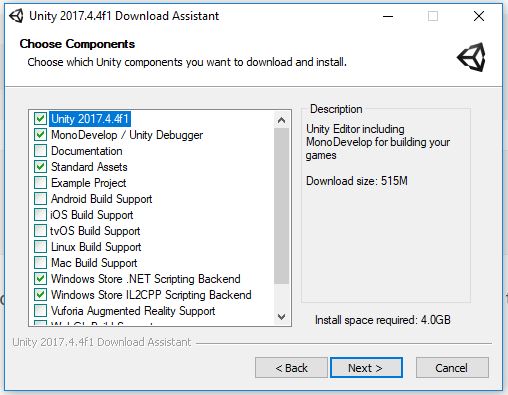 Unity 2017.4.4f1 Download Assistant
Choose Components
Choose which Unity components you want to download and install.
Unity 2017.4.4f1
MonoDevelop / Unity Debugger
Documentation
Standard Assets
Example Project
Android Build Support
iOS Build Support
tvOS Build Support
Linux Build Support
Mac Build Support
Windows Store .NET Scripting Backend
Windows Store IL2CPP Scripting Backend
Vuforia Augmented Reality Support
Description
Unity Editor including
MonoDevelop for building your
games
Download size: 515M
Install space required: 4.0GB
Unity 2017.4.4f1 Download Assistant
< Back
Next >
Cancel